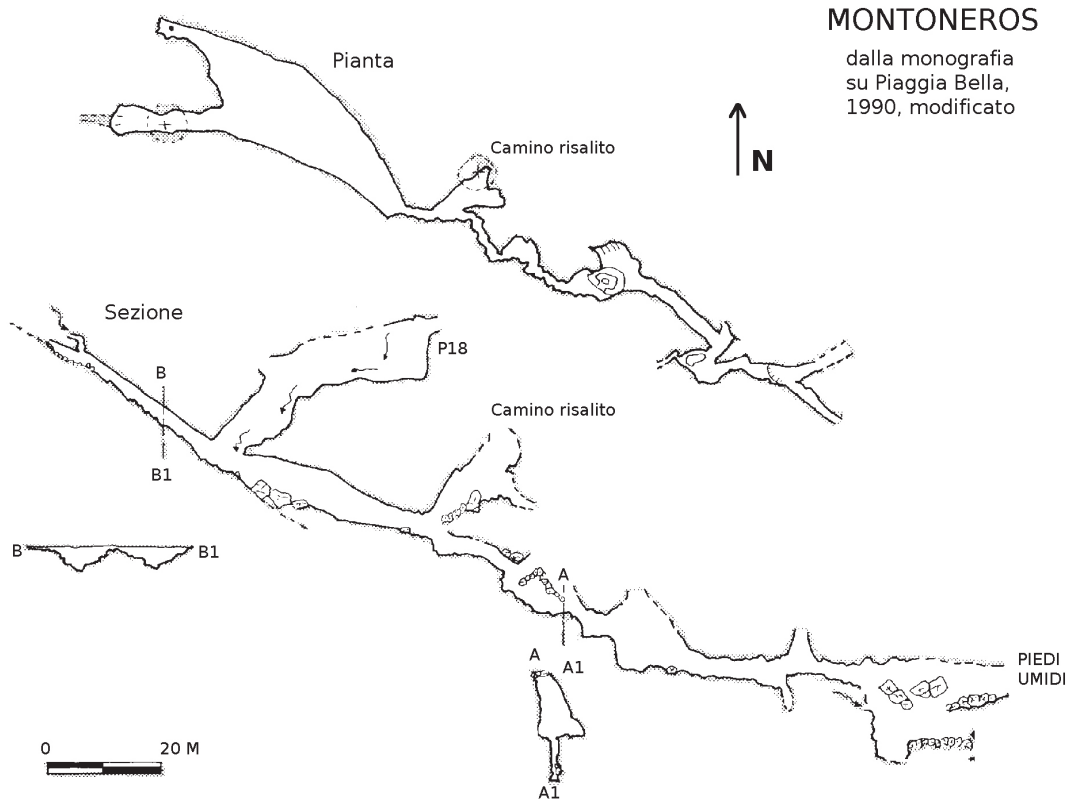 MONTONEROS
dalla monografia
su Piaggia Bella,
1990, modificato
Pianta
Camino risalito
N
Sezione
P18
B
B1
Camino risalito
B
B1
A
A
A1
A1
PIEDI
UMIDI
0
20 M